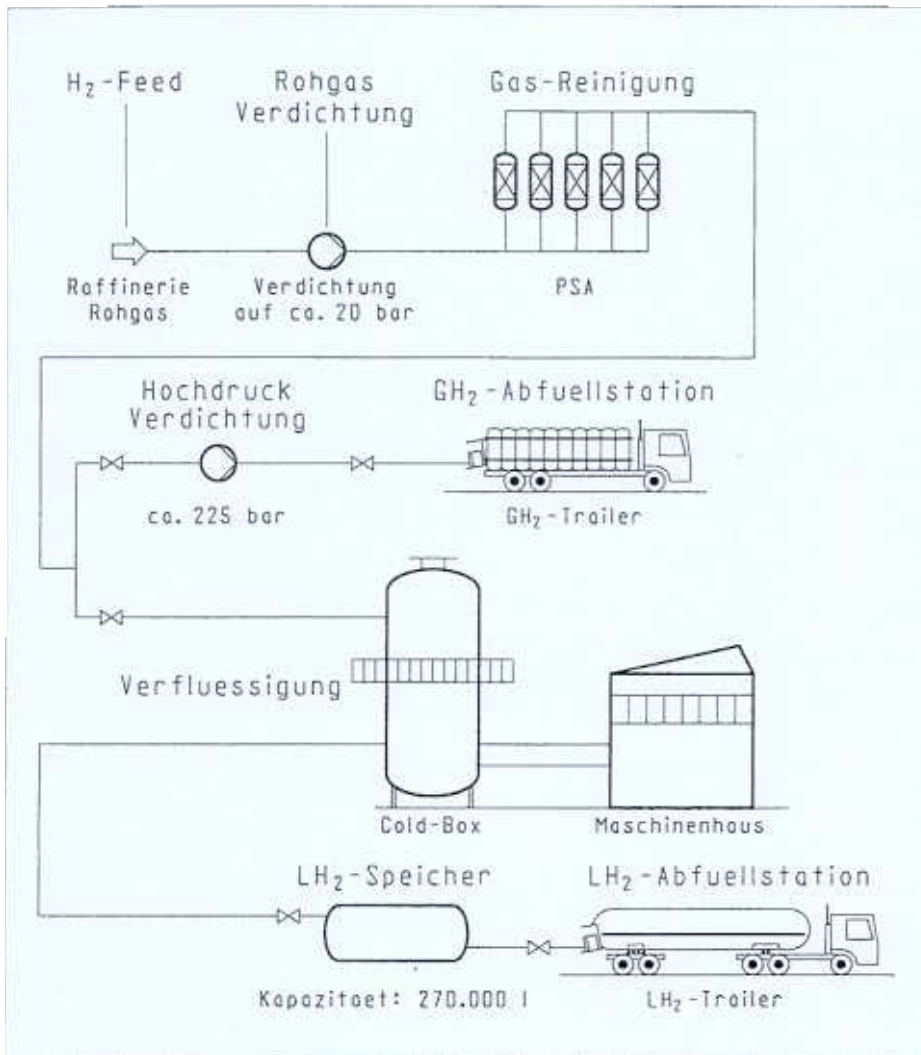 H₂-Feed
Rohgas
Verdichtung
Gas-Reinigung
Raffinerie
Rohgas
Verdichtung
auf ca. 20 bar
PSA
Hochdruck
Verdichtung
GH₂-Abfuellstation
ca. 225 bar
GH₂-Trailer
Verfluessigung
Cold-Box
Maschinenhaus
LH₂-Speicher
LH₂-Abfuellstation
Kapazitaet: 270.000 l
LH₂-Trailer